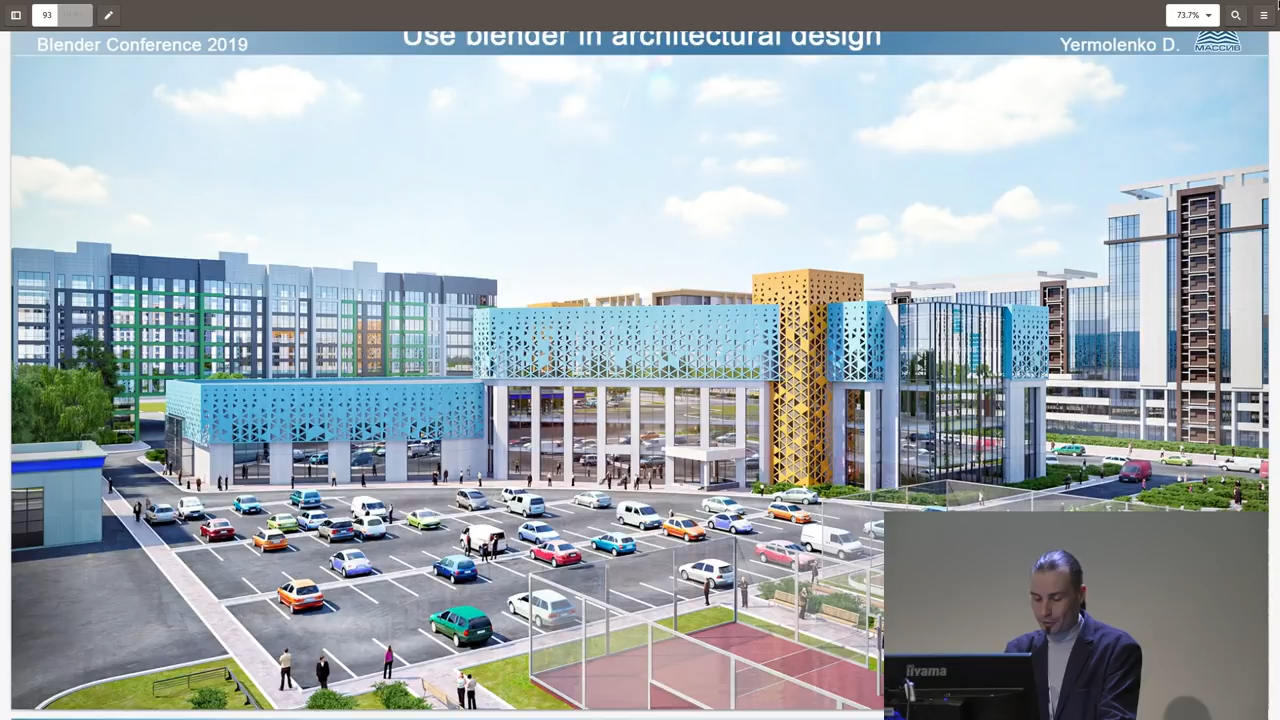 93
73.7%
Blender Conference 2019
Use blender in architectural design
Yermolenko D.
МАССИВ
iiyama